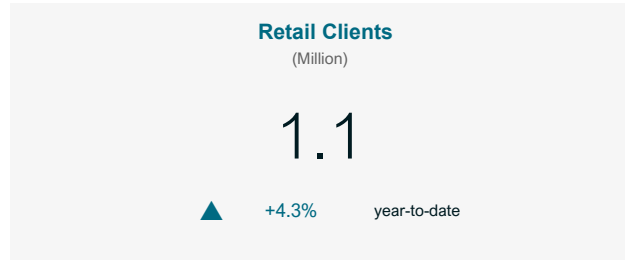 Retail Clients
(Million)
1.1
+4.3% year-to-date